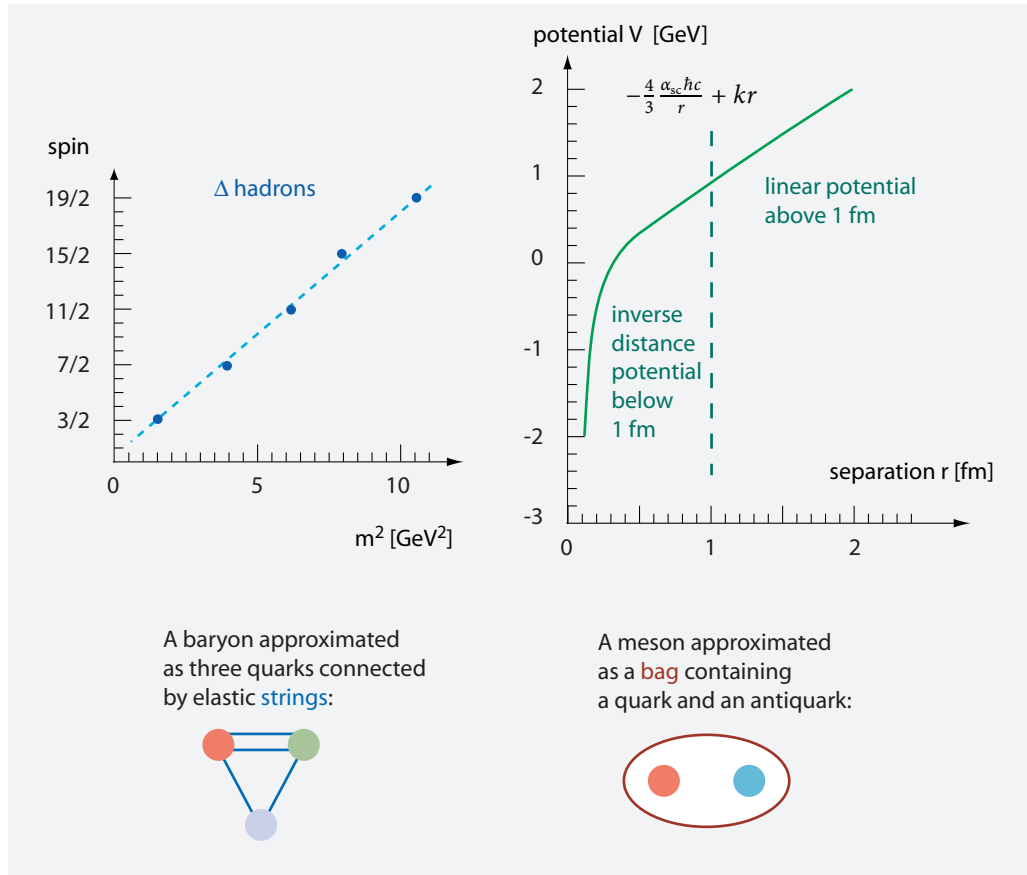 spin
19/2
15/2
11/2
7/2
3/2
Δ hadrons
0
5
10
m² [GeV²]
potential V [GeV]
2
1
0
-1
-2
-3
−4/3 α_sc ħc/r + kr
linear potential
above 1 fm
inverse
distance
potential
below
1 fm
separation r [fm]
0
1
2
A baryon approximated
as three quarks connected
by elastic strings:
A meson approximated
as a bag containing
a quark and an antiquark: